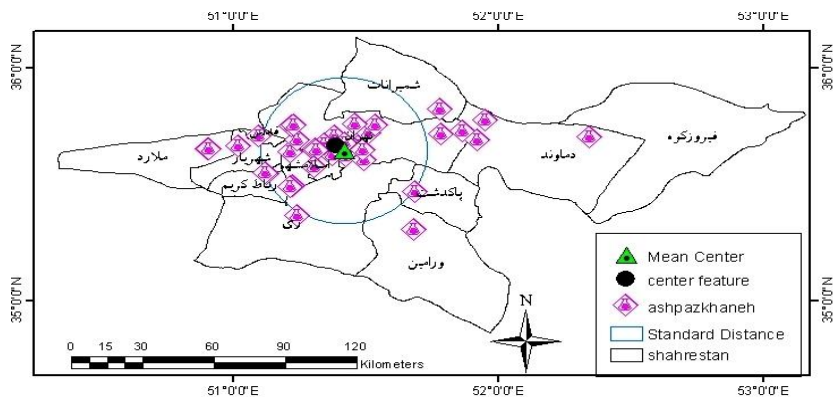 51°0'0"E 52°0'0"E 53°0'0"E
36°0'0"N 36°0'0"N
شمیرانات
فیروزکوه
تهران
قدس
دماوند
ملارد
شهریار
اسلامشهر
رباط کریم
پاکدشت
ری
ورامین
35°0'0"N 35°0'0"N
Mean Center
center feature
ashpazkhaneh
Standard Distance
shahrestan
N
0 15 30 60 90 120
Kilometers
51°0'0"E 52°0'0"E 53°0'0"E